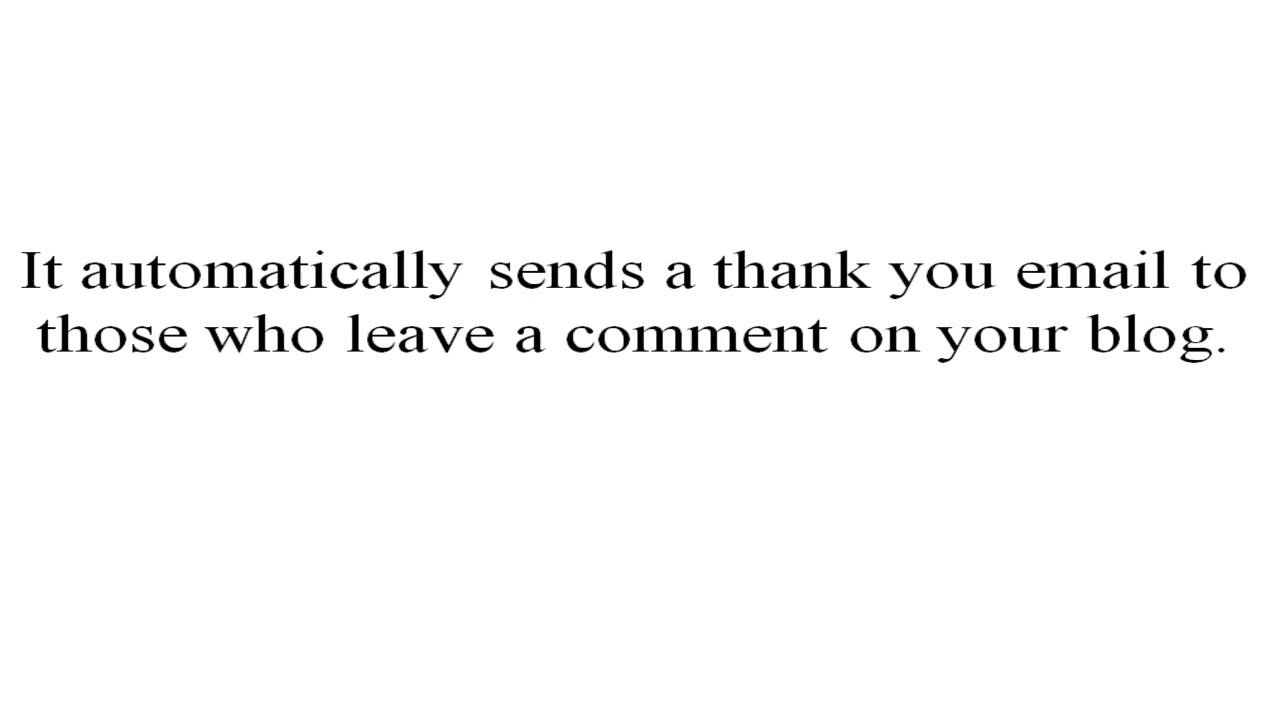 It automatically sends a thank you email to
those who leave a comment on your blog.